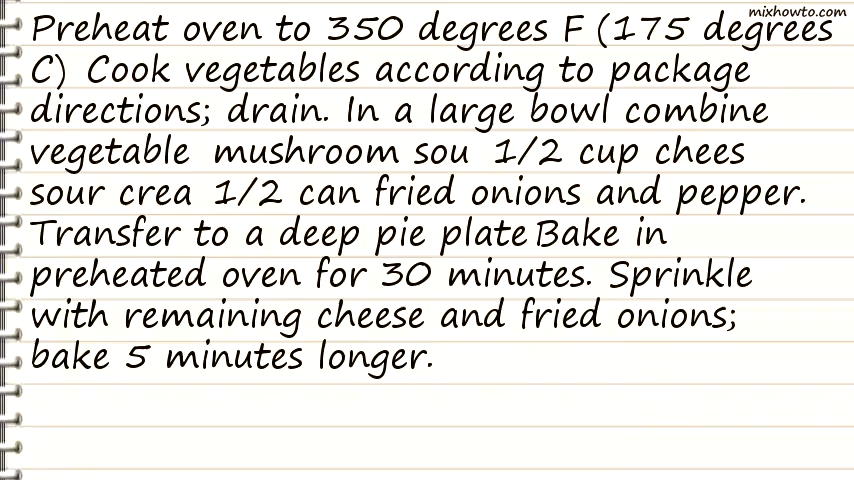 mixhowto.com
Preheat oven to 350 degrees F (175 degrees
C) Cook vegetables according to package
directions; drain. In a large bowl combine
vegetable mushroom sou 1/2 cup chees
sour crea 1/2 can fried onions and pepper.
Transfer to a deep pie plate Bake in
preheated oven for 30 minutes. Sprinkle
with remaining cheese and fried onions;
bake 5 minutes longer.